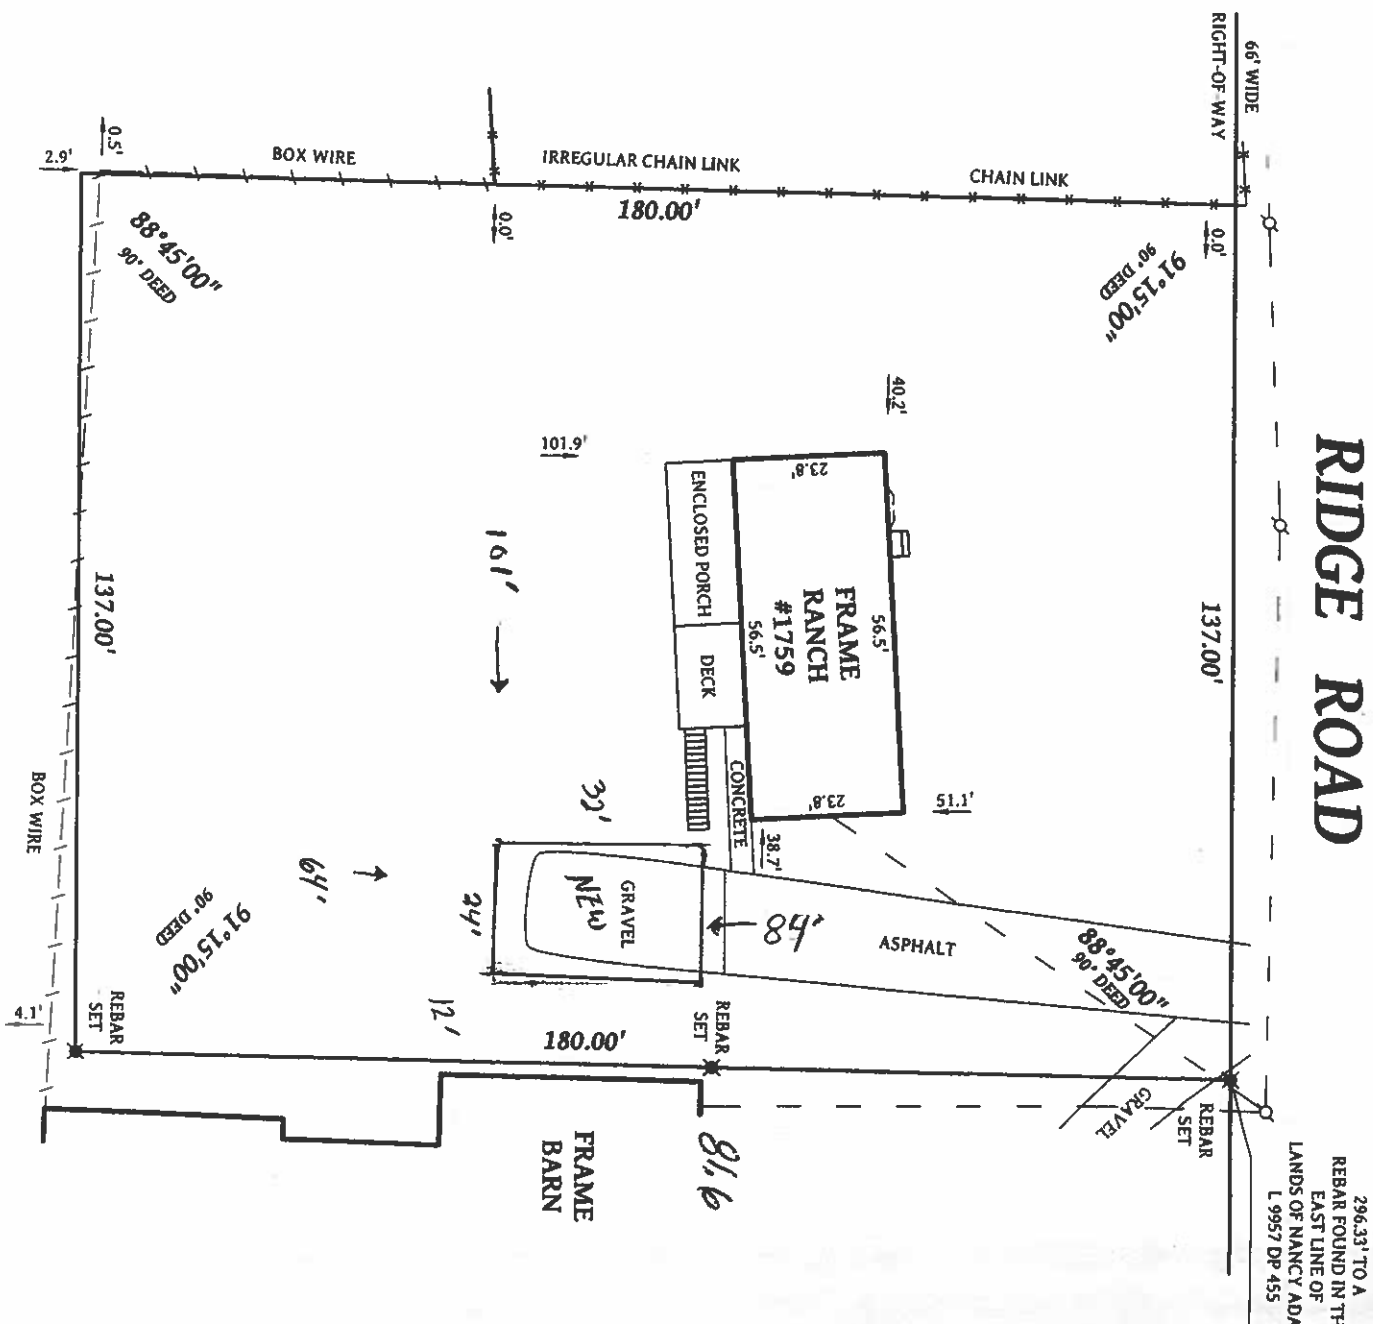 RIDGE ROAD
66' WIDE
RIGHT-OF-WAY
296.33' TO A
REBAR FOUND IN TH
EAST LINE OF
LANDS OF NANCY ADA
L 9957 DP 455
137.00'
0.0'
91°15'00"
90° DEED
88°45'00"
90° DEED
REBAR
SET
GRAVEL
CHAIN LINK
IRREGULAR CHAIN LINK
BOX WIRE
180.00'
0.0'
40.2'
51.1'
23.8'
56.5'
FRAME
RANCH
#1759
56.5'
23.8'
38.7'
ENCLOSED PORCH
DECK
CONCRETE
ASPHALT
101.9'
101'
32'
84'
GRAVEL
NEW
24'
64'
12'
REBAR
SET
180.00'
81.6
FRAME
BARN
0.5'
2.9'
88°45'00"
90° DEED
137.00'
91°15'00"
90° DEED
REBAR
SET
BOX WIRE
4.1'